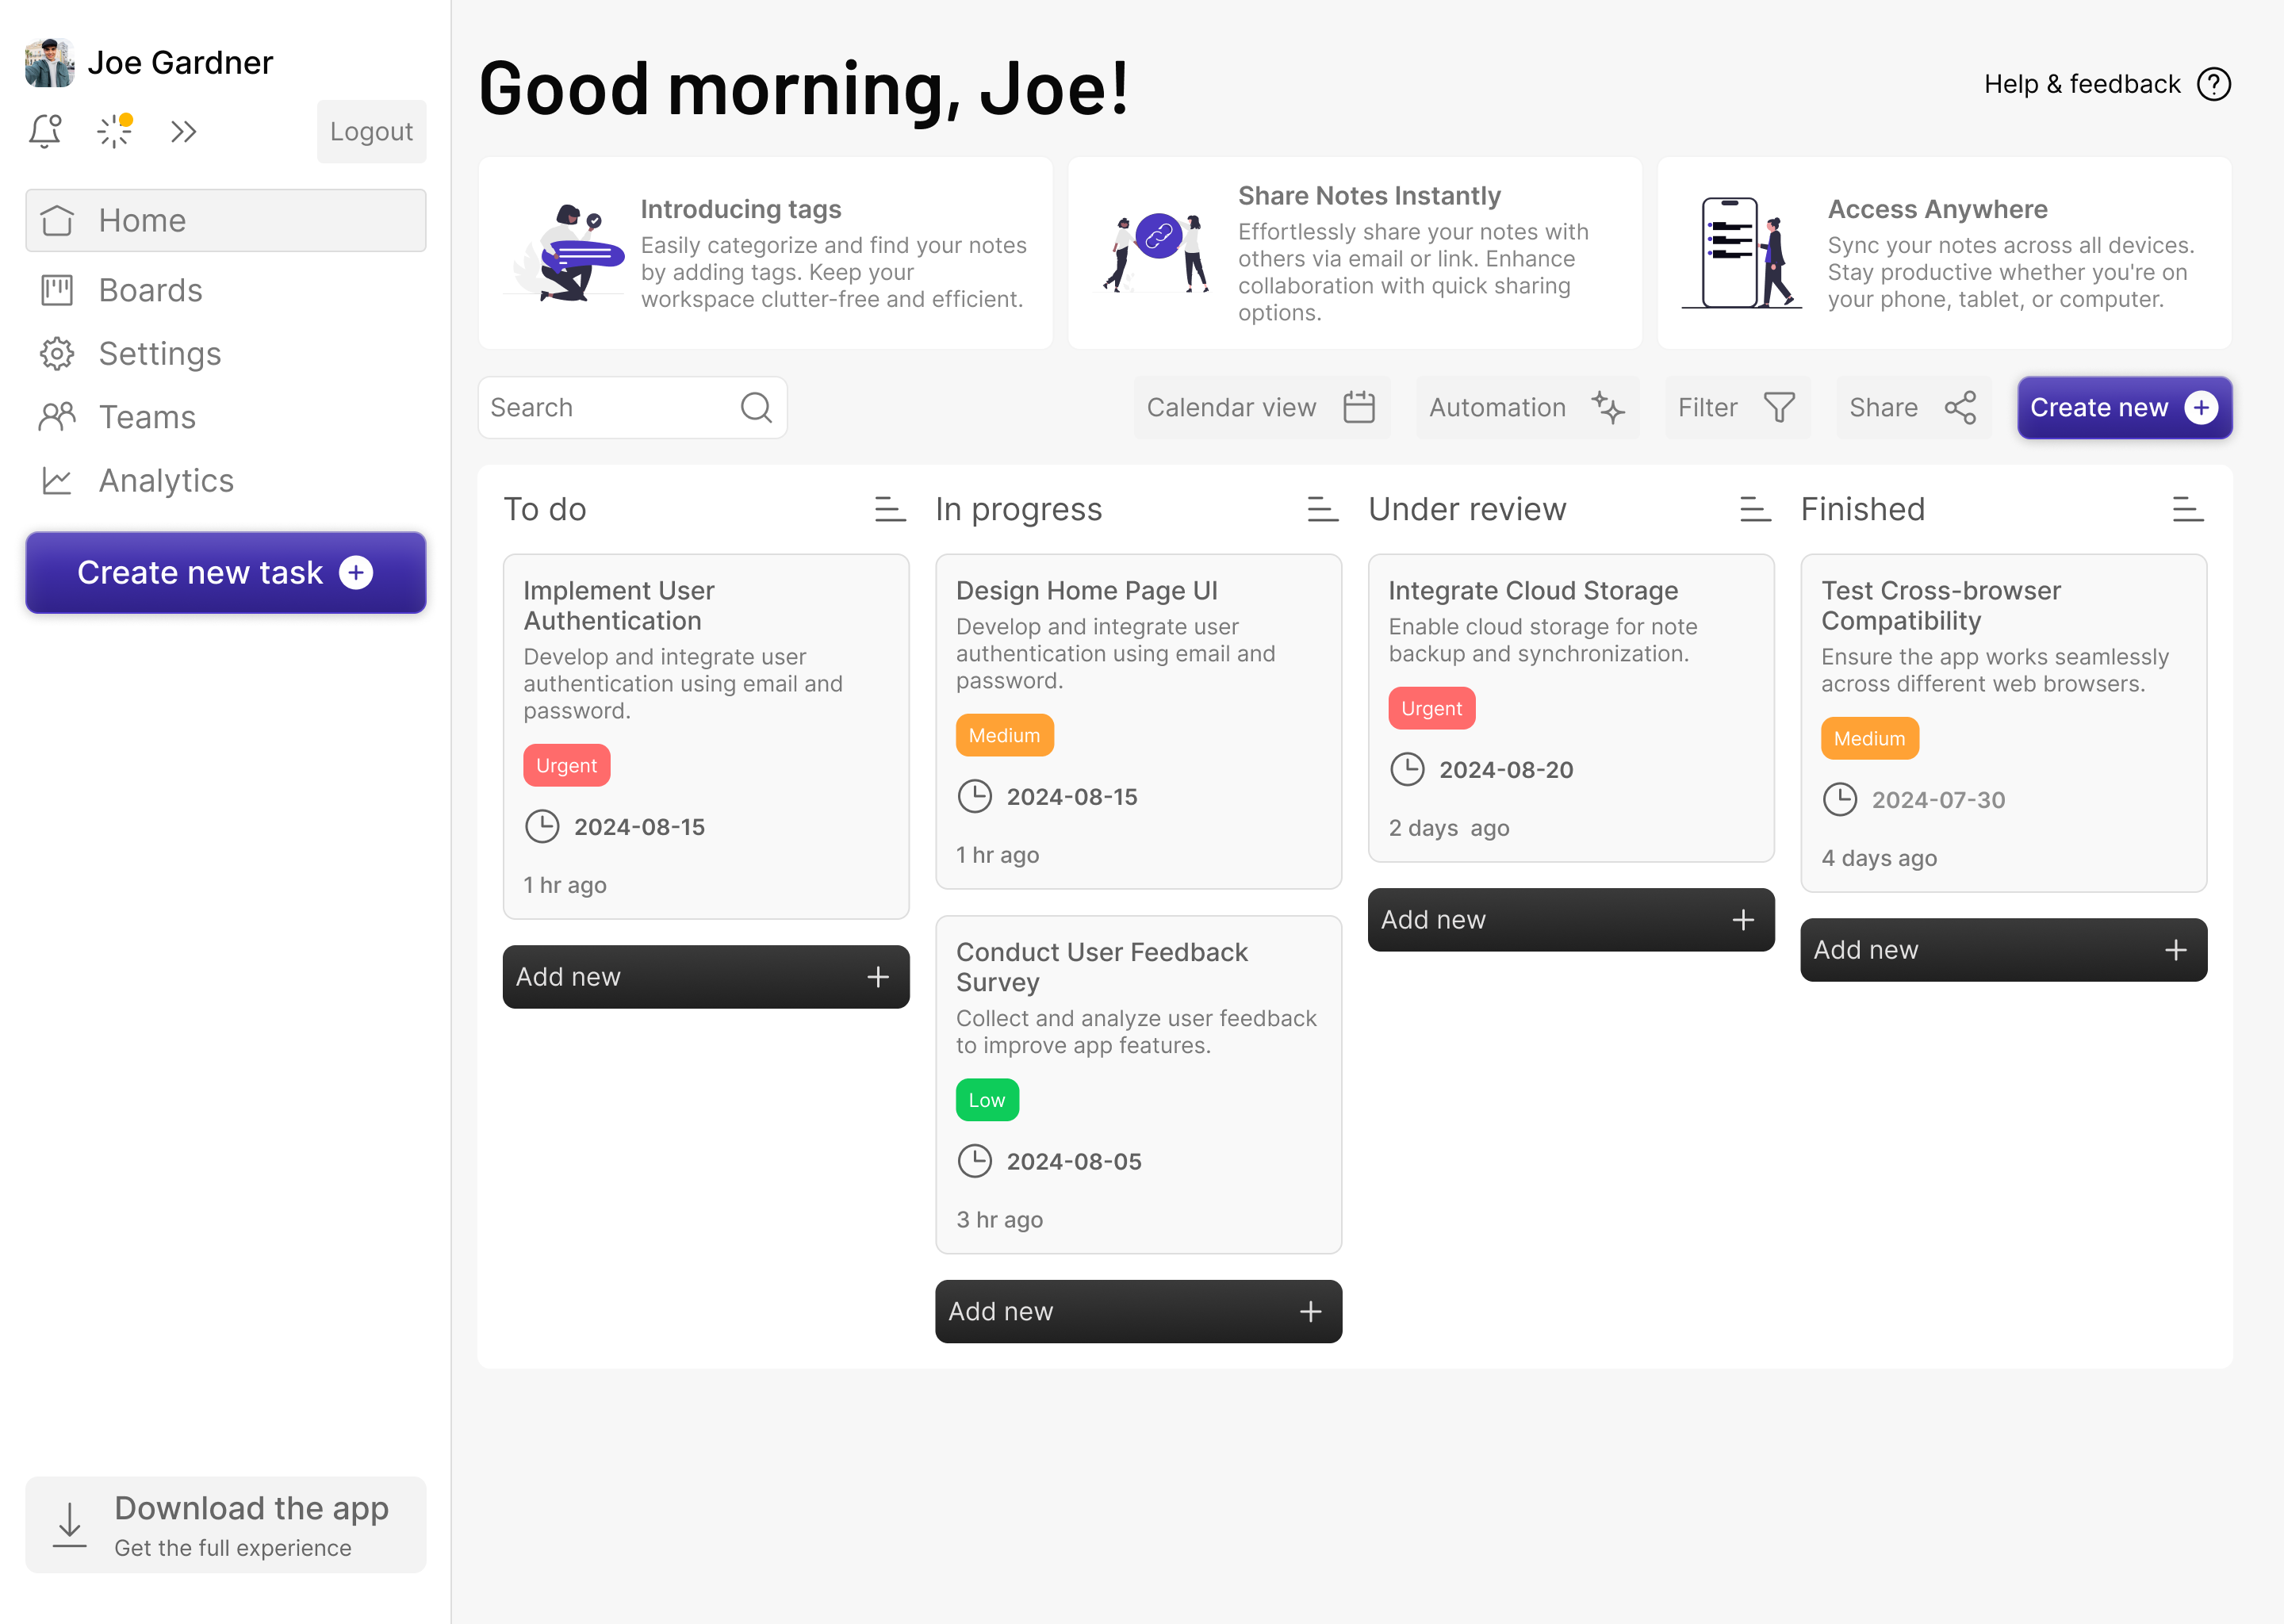 Joe Gardner
Logout
Home
Boards
Settings
Teams
Analytics
Create new task
Download the app
Get the full experience
Good morning, Joe!
Help & feedback
Introducing tags
Easily categorize and find your notes
by adding tags. Keep your
workspace clutter-free and efficient.
Share Notes Instantly
Effortlessly share your notes with
others via email or link. Enhance
collaboration with quick sharing
options.
Access Anywhere
Sync your notes across all devices.
Stay productive whether you're on
your phone, tablet, or computer.
Search
Calendar view
Automation
Filter
Share
Create new
To do
Implement User
Authentication
Develop and integrate user
authentication using email and
password.
Urgent
2024-08-15
1 hr ago
Add new
In progress
Design Home Page UI
Develop and integrate user
authentication using email and
password.
Medium
2024-08-15
1 hr ago
Conduct User Feedback
Survey
Collect and analyze user feedback
to improve app features.
Low
2024-08-05
3 hr ago
Add new
Under review
Integrate Cloud Storage
Enable cloud storage for note
backup and synchronization.
Urgent
2024-08-20
2 days  ago
Add new
Finished
Test Cross-browser
Compatibility
Ensure the app works seamlessly
across different web browsers.
Medium
2024-07-30
4 days ago
Add new